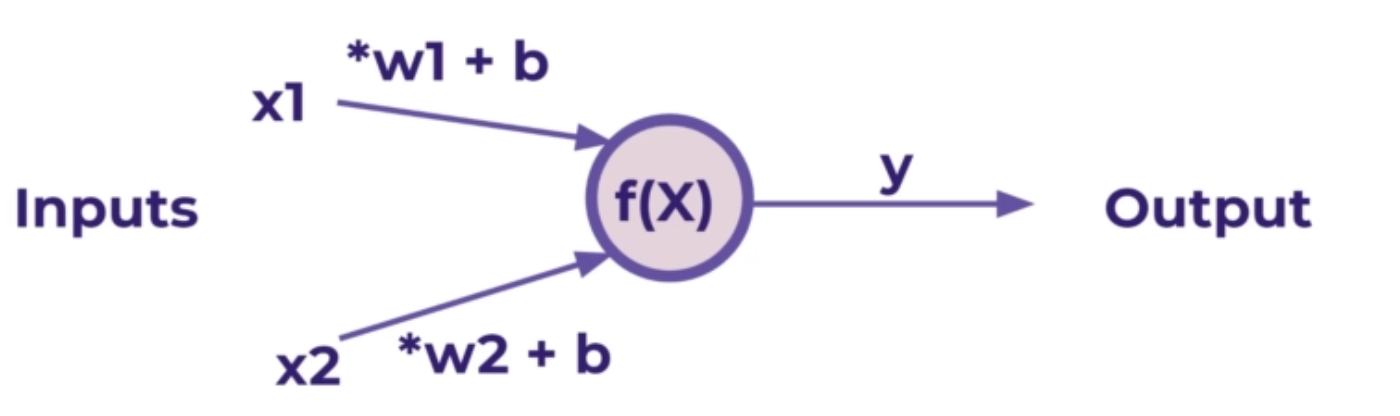 *w1 + b
x1
f(X)
y
Inputs
Output
*w2 + b
x2